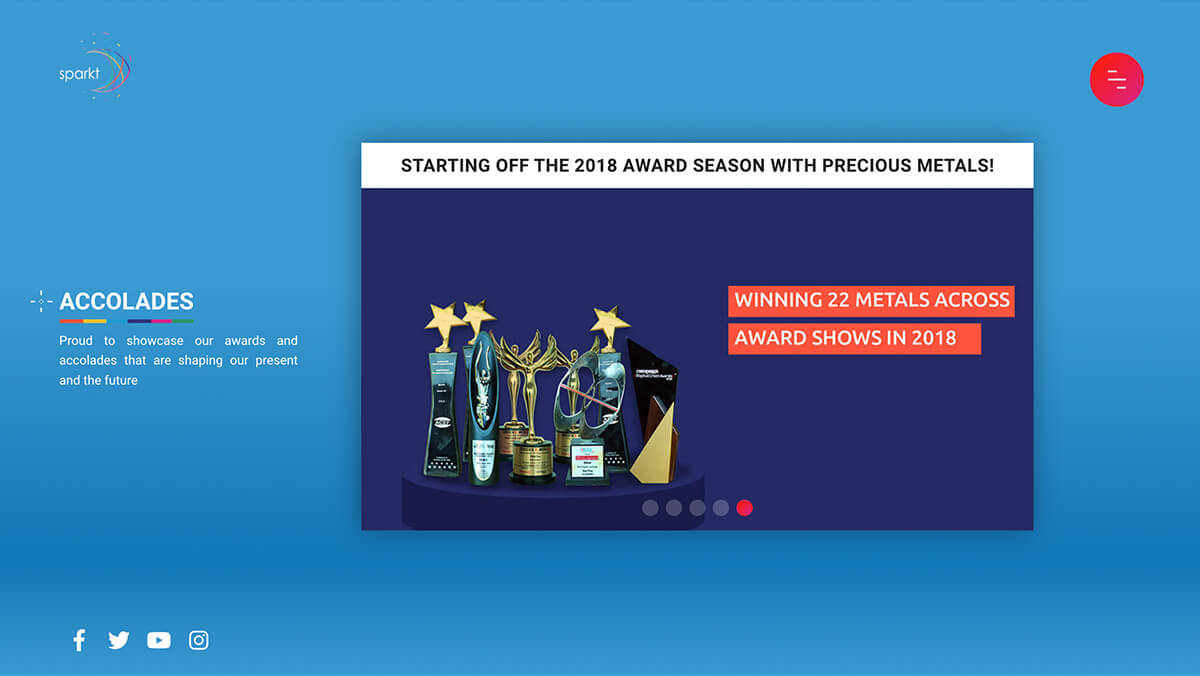 sparkt
STARTING OFF THE 2018 AWARD SEASON WITH PRECIOUS METALS!
ACCOLADES
Proud to showcase our awards and
accolades that are shaping our present
and the future
WINNING 22 METALS ACROSS
AWARD SHOWS IN 2018